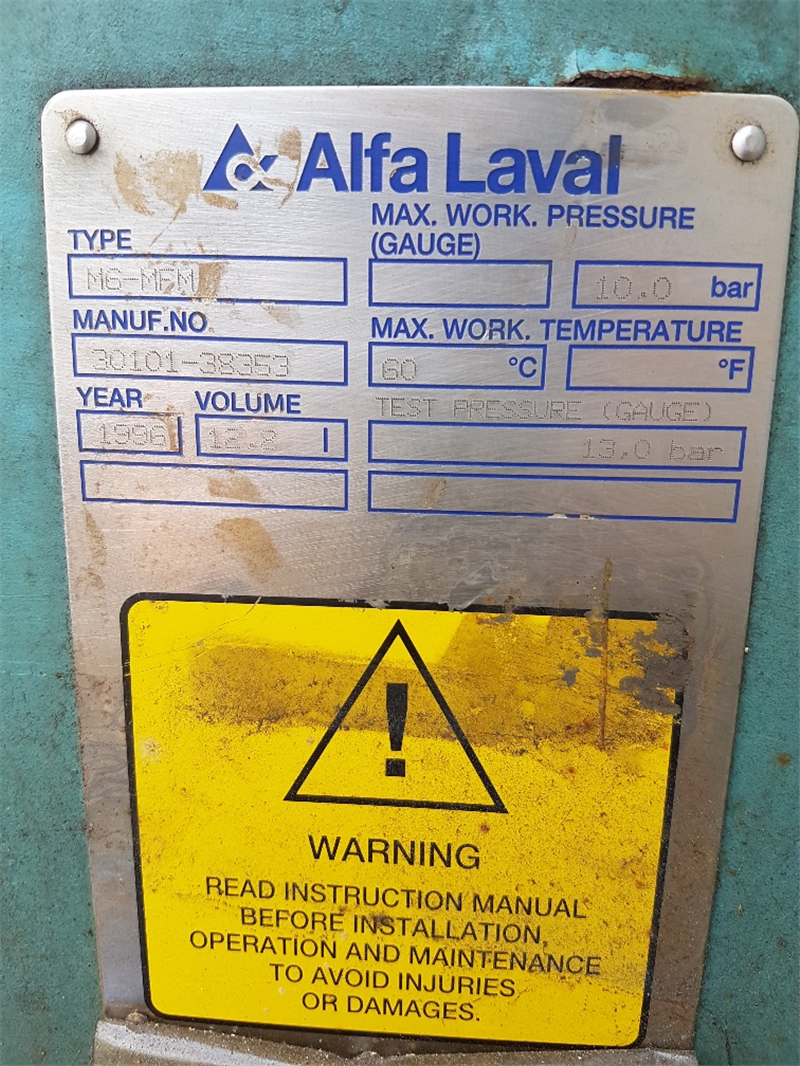 Alfa Laval
MAX. WORK. PRESSURE
(GAUGE)
TYPE
M6-MFM
10.0 bar
MANUF.NO.
MAX. WORK. TEMPERATURE
30101-38353
60 °C
°F
YEAR
VOLUME
TEST PRESSURE (GAUGE)
1996
12.2 l
13.0 bar
!
WARNING
READ INSTRUCTION MANUAL
BEFORE INSTALLATION,
OPERATION AND MAINTENANCE
TO AVOID INJURIES
OR DAMAGES.